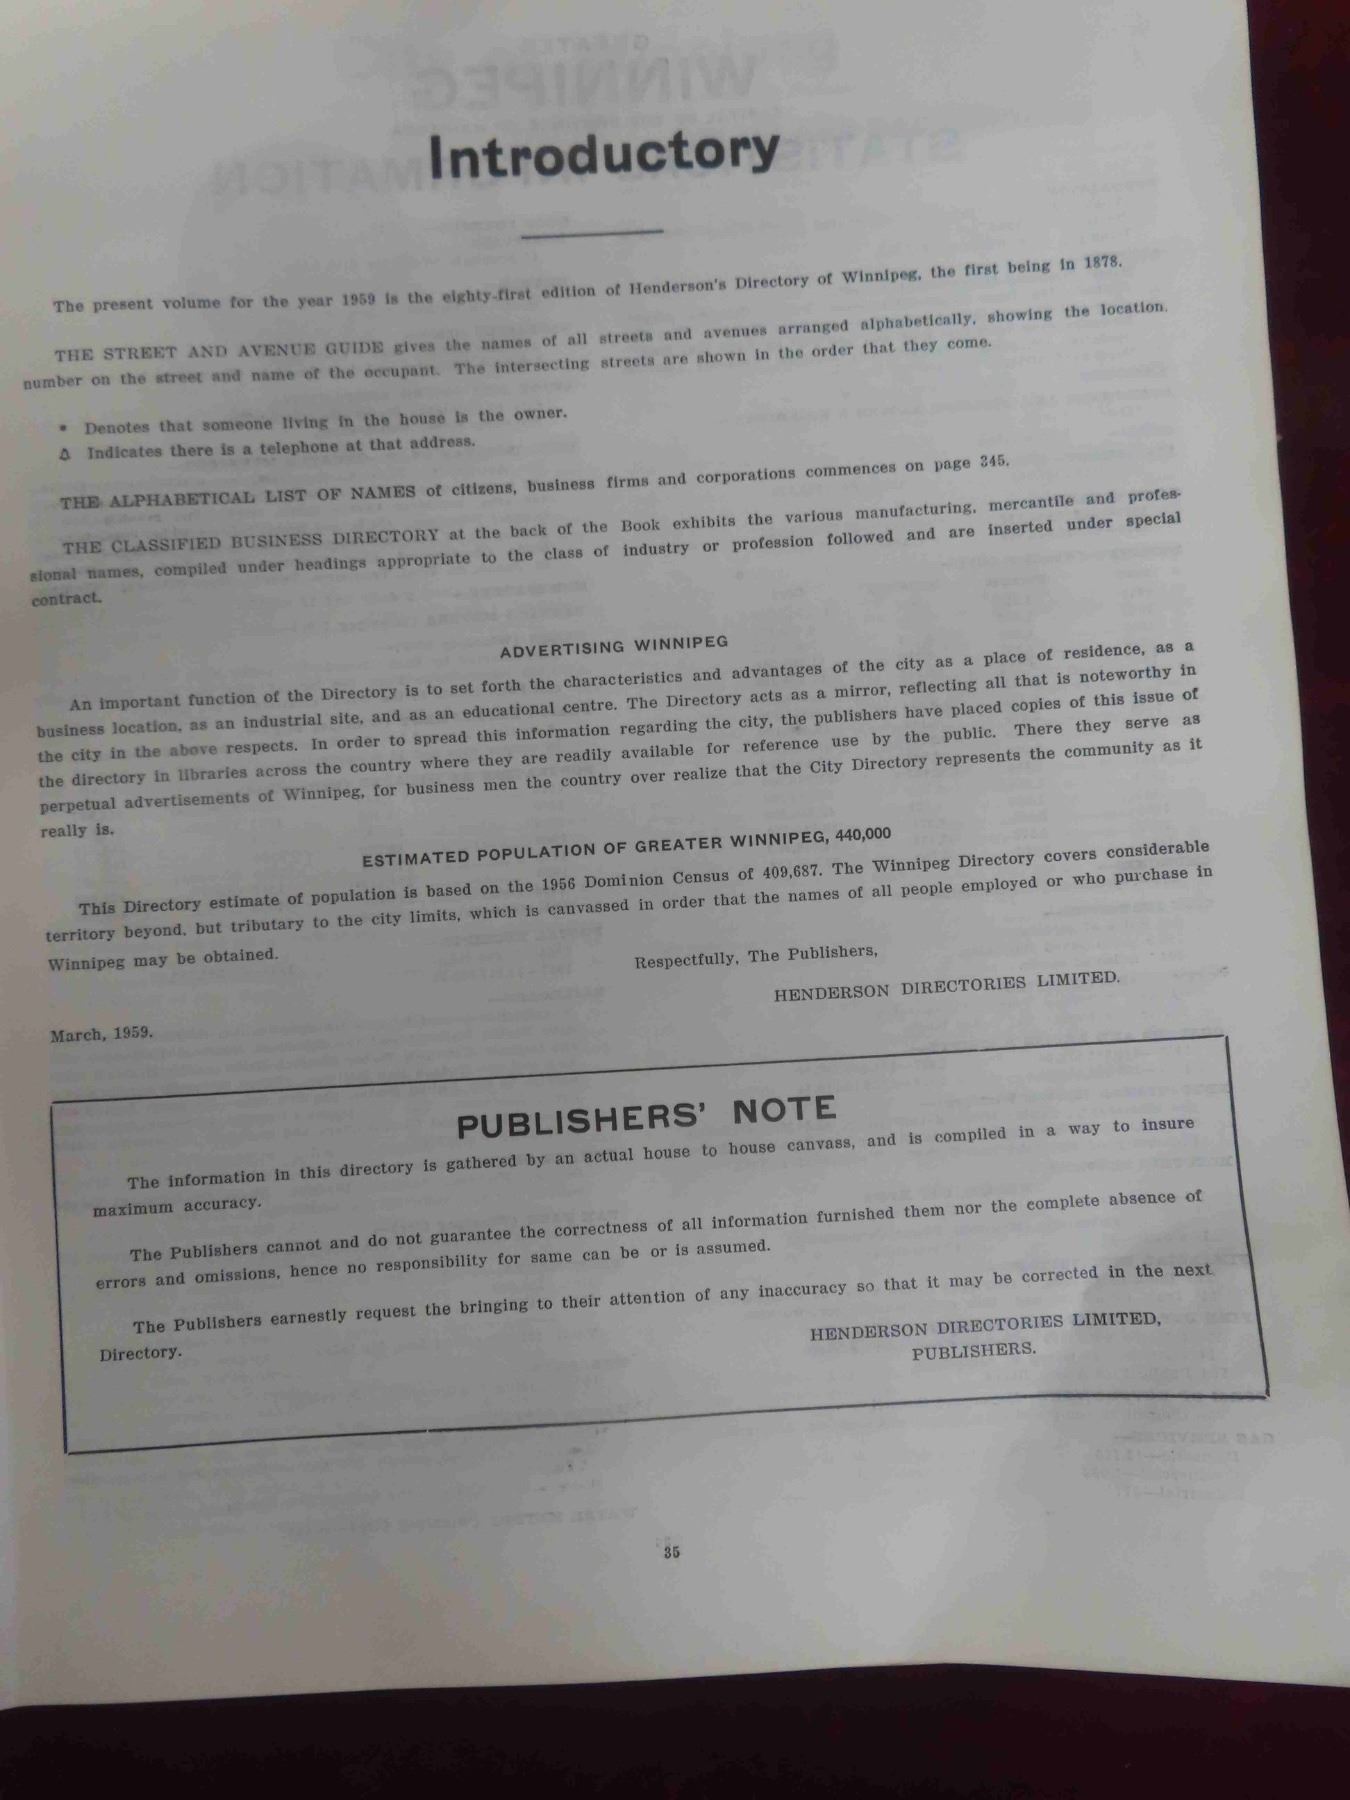 Introductory
The present volume for the year 1959 is the eighty-first edition of Henderson's Directory of Winnipeg, the first being in 1878.
THE STREET AND AVENUE GUIDE gives the names of all streets and avenues arranged alphabetically, showing the location,
number on the street and name of the occupant. The intersecting streets are shown in the order that they come.
* Denotes that someone living in the house is the owner.
Δ Indicates there is a telephone at that address.
THE ALPHABETICAL LIST OF NAMES of citizens, business firms and corporations commences on page 345.
THE CLASSIFIED BUSINESS DIRECTORY at the back of the Book exhibits the various manufacturing, mercantile and profes-
sional names, compiled under headings appropriate to the class of industry or profession followed and are inserted under special
contract.
ADVERTISING WINNIPEG
An important function of the Directory is to set forth the characteristics and advantages of the city as a place of residence, as a
business location, as an industrial site, and as an educational centre. The Directory acts as a mirror, reflecting all that is noteworthy in
the city in the above respects. In order to spread this information regarding the city, the publishers have placed copies of this issue of
the directory in libraries across the country where they are readily available for reference use by the public. There they serve as
perpetual advertisements of Winnipeg, for business men the country over realize that the City Directory represents the community as it
really is.
ESTIMATED POPULATION OF GREATER WINNIPEG, 440,000
This Directory estimate of population is based on the 1956 Dominion Census of 409,687. The Winnipeg Directory covers considerable
territory beyond, but tributary to the city limits, which is canvassed in order that the names of all people employed or who purchase in
Winnipeg may be obtained.
Respectfully, The Publishers,
HENDERSON DIRECTORIES LIMITED.
March, 1959.
PUBLISHERS' NOTE
The information in this directory is gathered by an actual house to house canvass, and is compiled in a way to insure
maximum accuracy.
The Publishers cannot and do not guarantee the correctness of all information furnished them nor the complete absence of
errors and omissions, hence no responsibility for same can be or is assumed.
The Publishers earnestly request the bringing to their attention of any inaccuracy so that it may be corrected in the next
Directory.
HENDERSON DIRECTORIES LIMITED,
PUBLISHERS.
35